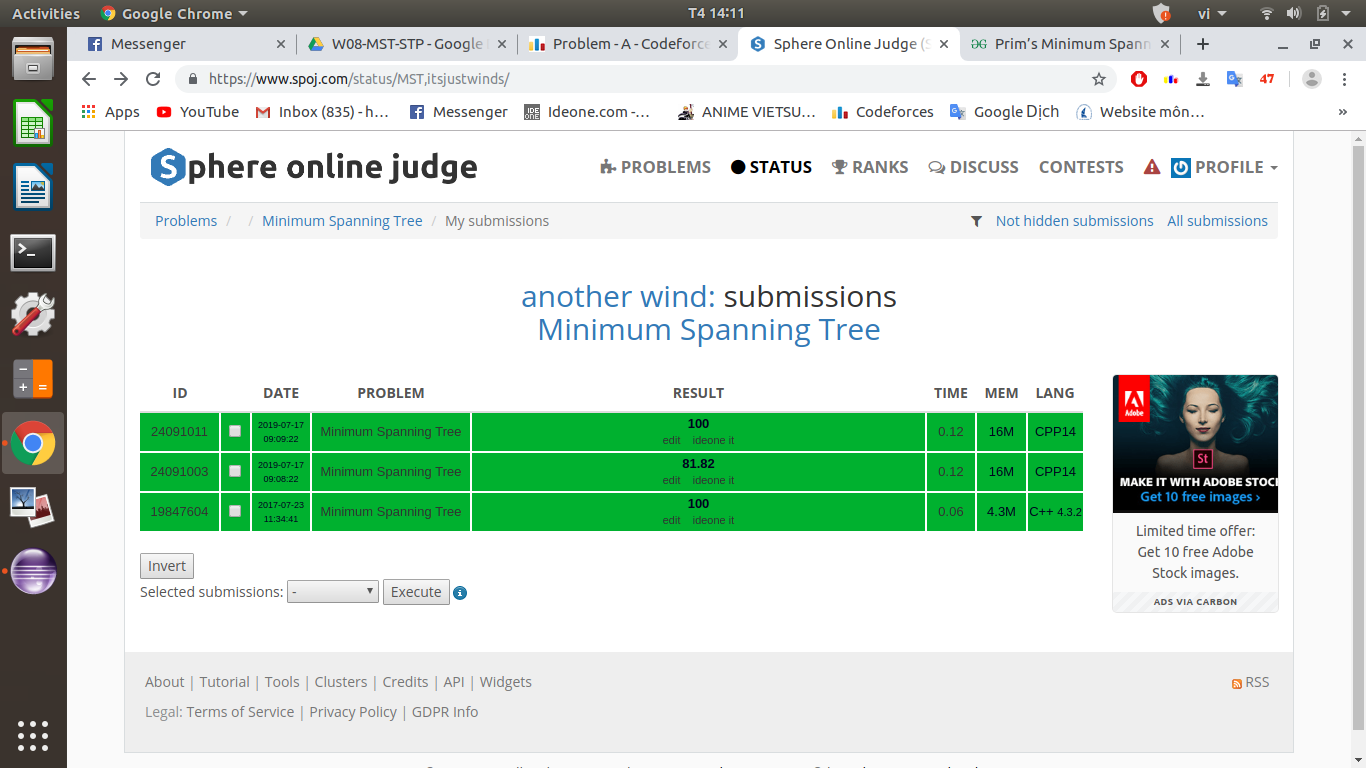 Activities Google Chrome T4 14:11 vi
Messenger W08-MST-STP - Google Problem - A - Codeforce Sphere Online Judge (S Prim's Minimum Spann
https://www.spoj.com/status/MST,itsjustwinds/ 47
Apps YouTube Inbox (835) - h... Messenger Ideone.com -... ANIME VIETSU... Codeforces Google Dịch Website môn... »
Sphere online judge PROBLEMS STATUS RANKS DISCUSS CONTESTS PROFILE
Problems / / Minimum Spanning Tree / My submissions Not hidden submissions All submissions
another wind: submissions
Minimum Spanning Tree
ID DATE PROBLEM RESULT TIME MEM LANG
24091011 2019-07-17 09:09:22 Minimum Spanning Tree 100 edit ideone it 0.12 16M CPP14
24091003 2019-07-17 09:08:22 Minimum Spanning Tree 81.82 edit ideone it 0.12 16M CPP14
19847604 2017-07-23 11:34:41 Minimum Spanning Tree 100 edit ideone it 0.06 4.3M C++ 4.3.2
Adobe
St
MAKE IT WITH ADOBE STOCK
Get 10 free images ›
Limited time offer:
Get 10 free Adobe
Stock images.
ADS VIA CARBON
Invert
Selected submissions: - Execute
About | Tutorial | Tools | Clusters | Credits | API | Widgets RSS
Legal: Terms of Service | Privacy Policy | GDPR Info